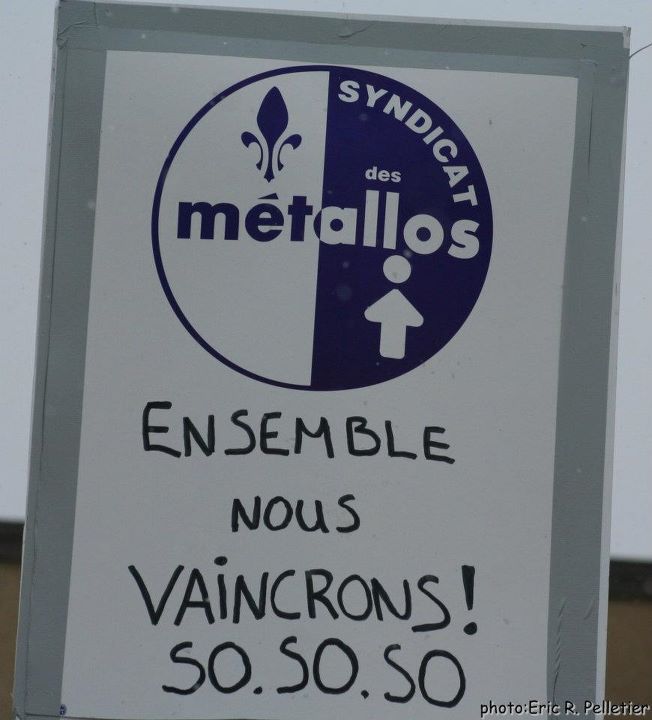 SYNDICAT
des
métallos
ENSEMBLE
NOUS
VAiNCRONS!
SO.SO.SO
photo:Eric R. Pelletier